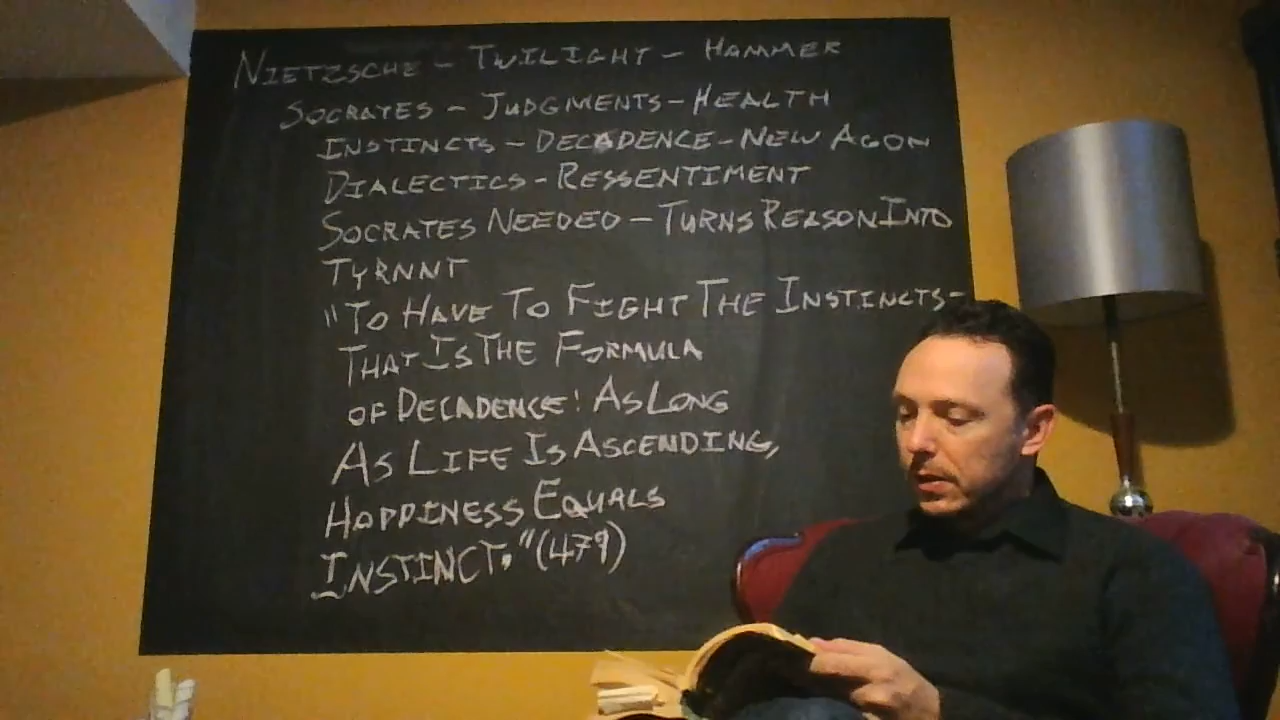 NIETZSCHE - TWILIGHT - HAMMER
SOCRATES - JUDGMENTS - HEALTH
INSTINCTS - DECADENCE - NEW AGON
DIALECTICS - RESSENTIMENT
SOCRATES NEEDED - TURNS REASON INTO
TYRNNT
"TO HAVE TO FIGHT THE INSTINCTS-
THAT IS THE FORMULA
OF DECADENCE: AS LONG
AS LIFE IS ASCENDING,
HAPPINESS EQUALS
INSTINCT." (479)